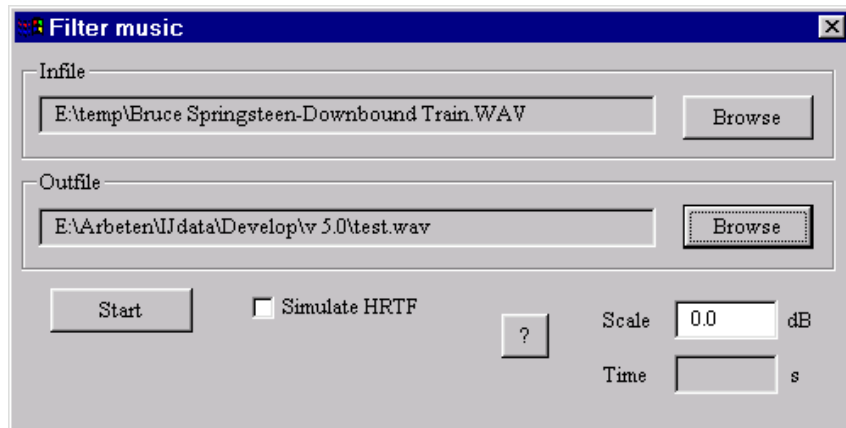 Filter music
Infile
E:\temp\Bruce Springsteen-Downbound Train.WAV
Browse
Outfile
E:\Arbeten\IJdata\Develop\v 5.0\test.wav
Browse
Start
Simulate HRTF
?
Scale 0.0 dB
Time s